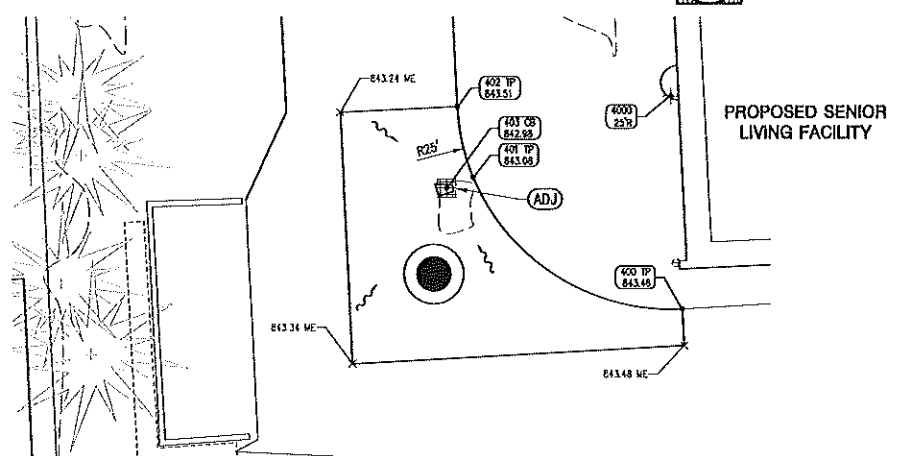 843.24 ME
402 TP
843.51
403 CB
842.98
401 TP
843.08
R25'
ADJ
4000
25'R
PROPOSED SENIOR
LIVING FACILITY
400 TP
843.46
843.34 ME
843.48 ME